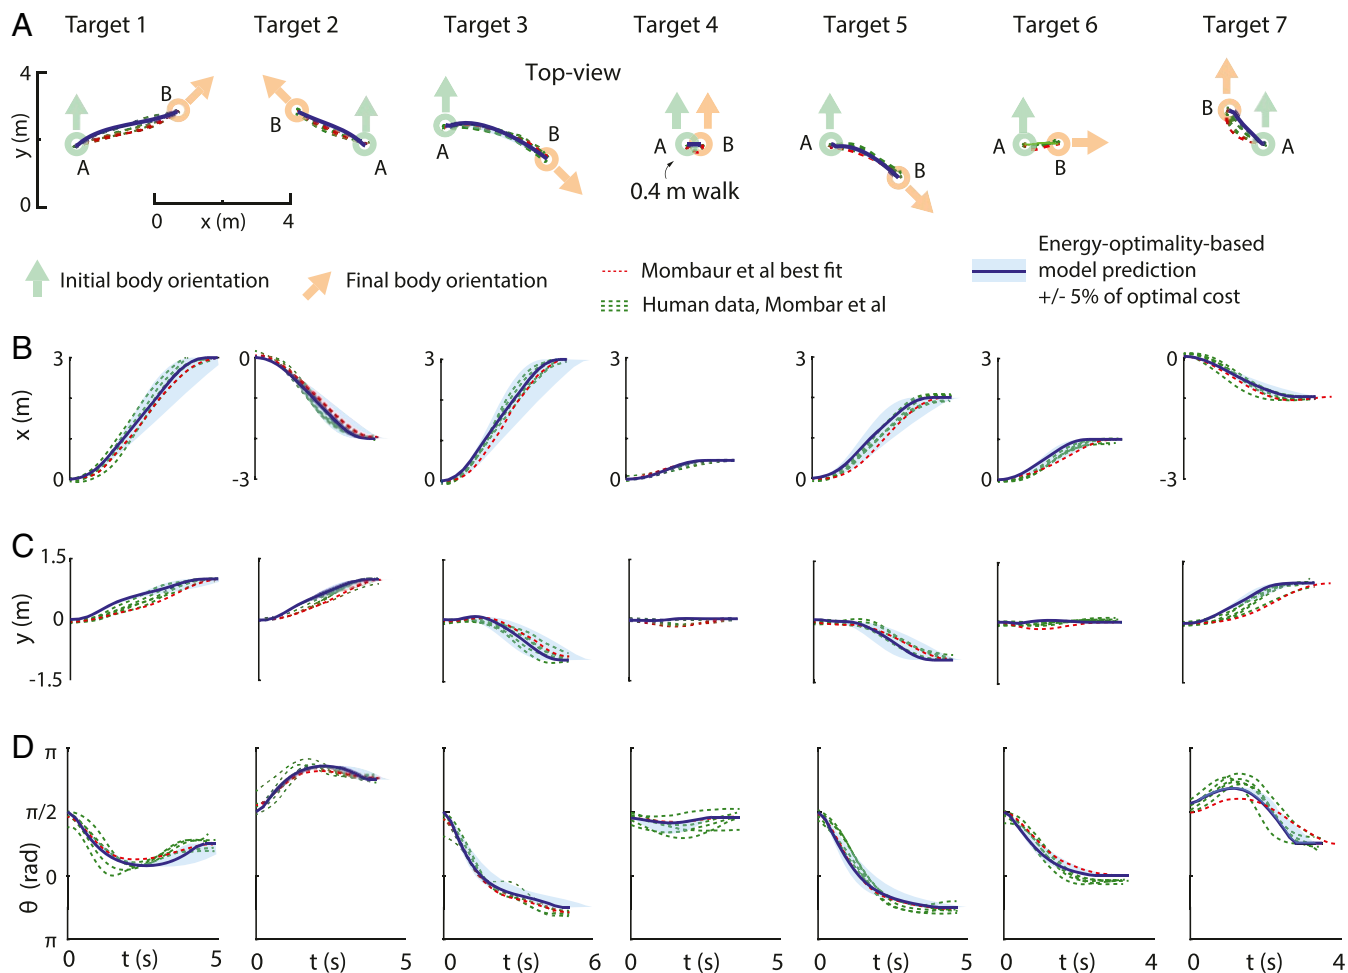 A Target 1 Target 2 Target 3 Target 4 Target 5 Target 6 Target 7
Top-view
4
y (m)
0
B
A
B
A
A
B
A B
0.4 m walk
A
B
A
B
B
A
0 x (m) 4
Initial body orientation
Final body orientation
Mombaur et al best fit
Human data, Mombar et al
Energy-optimality-based
model prediction
+/- 5% of optimal cost
B
x (m)
3 0 3 3 3 3 0
0 -3 0 0 0 0 -3
C
y (m)
1.5
0
-1.5
D
θ (rad)
π
π/2
0
π
0 t (s) 5 0 t (s) 5 0 t (s) 6 0 t (s) 5 0 t (s) 5 0 t (s) 4 0 t (s) 4